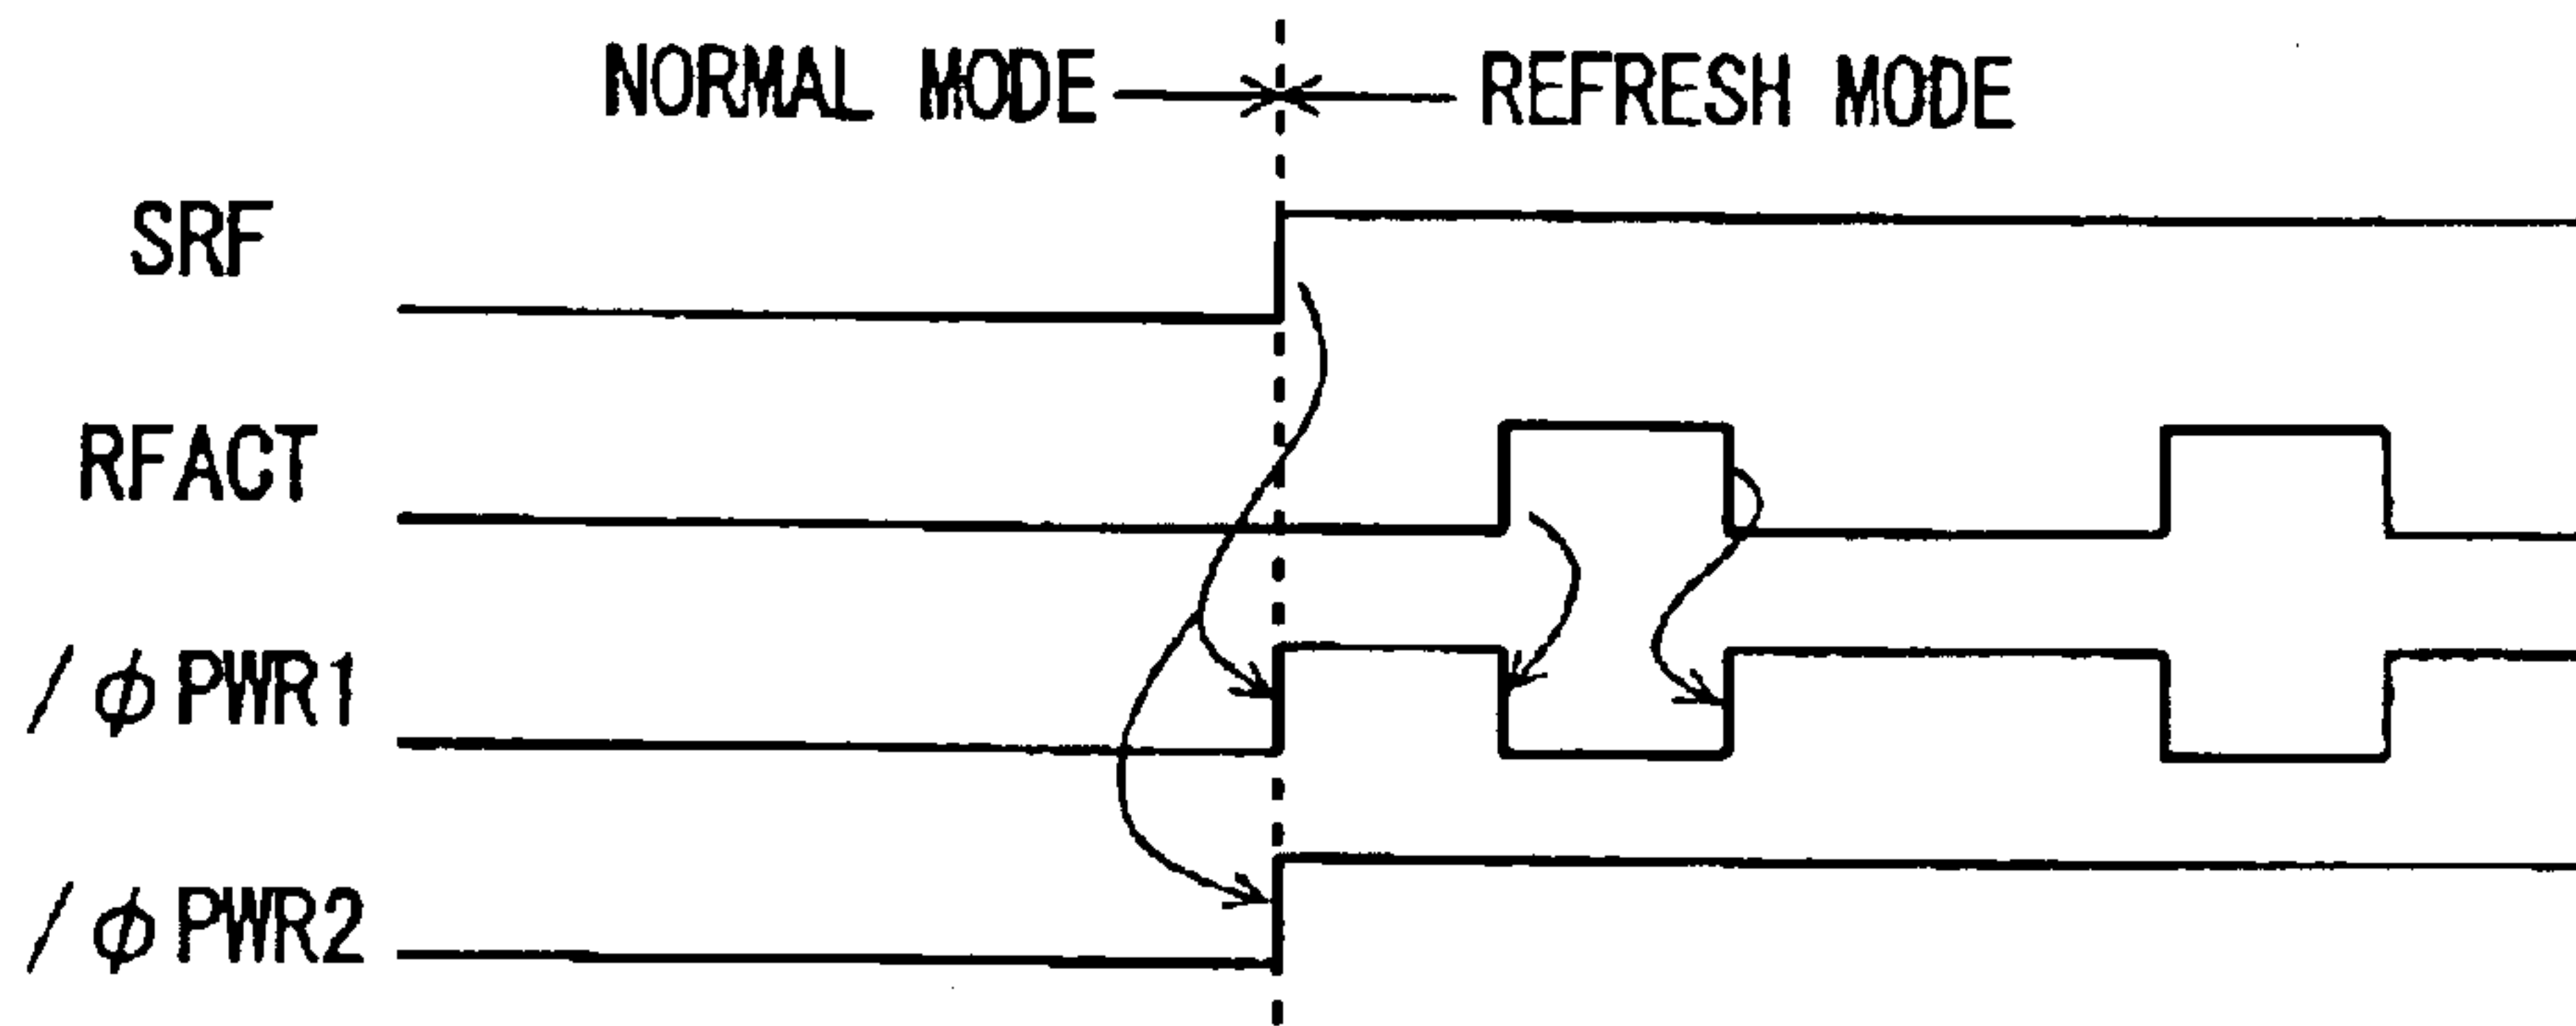 NORMAL MODE REFRESH MODE
SRF
RFACT
/φPWR1
/φPWR2